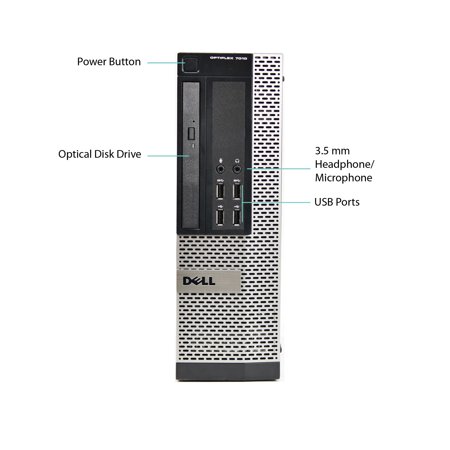 OPTIPLEX 7010
Power Button
Optical Disk Drive
3.5 mm
Headphone/
Microphone
USB Ports
DELL